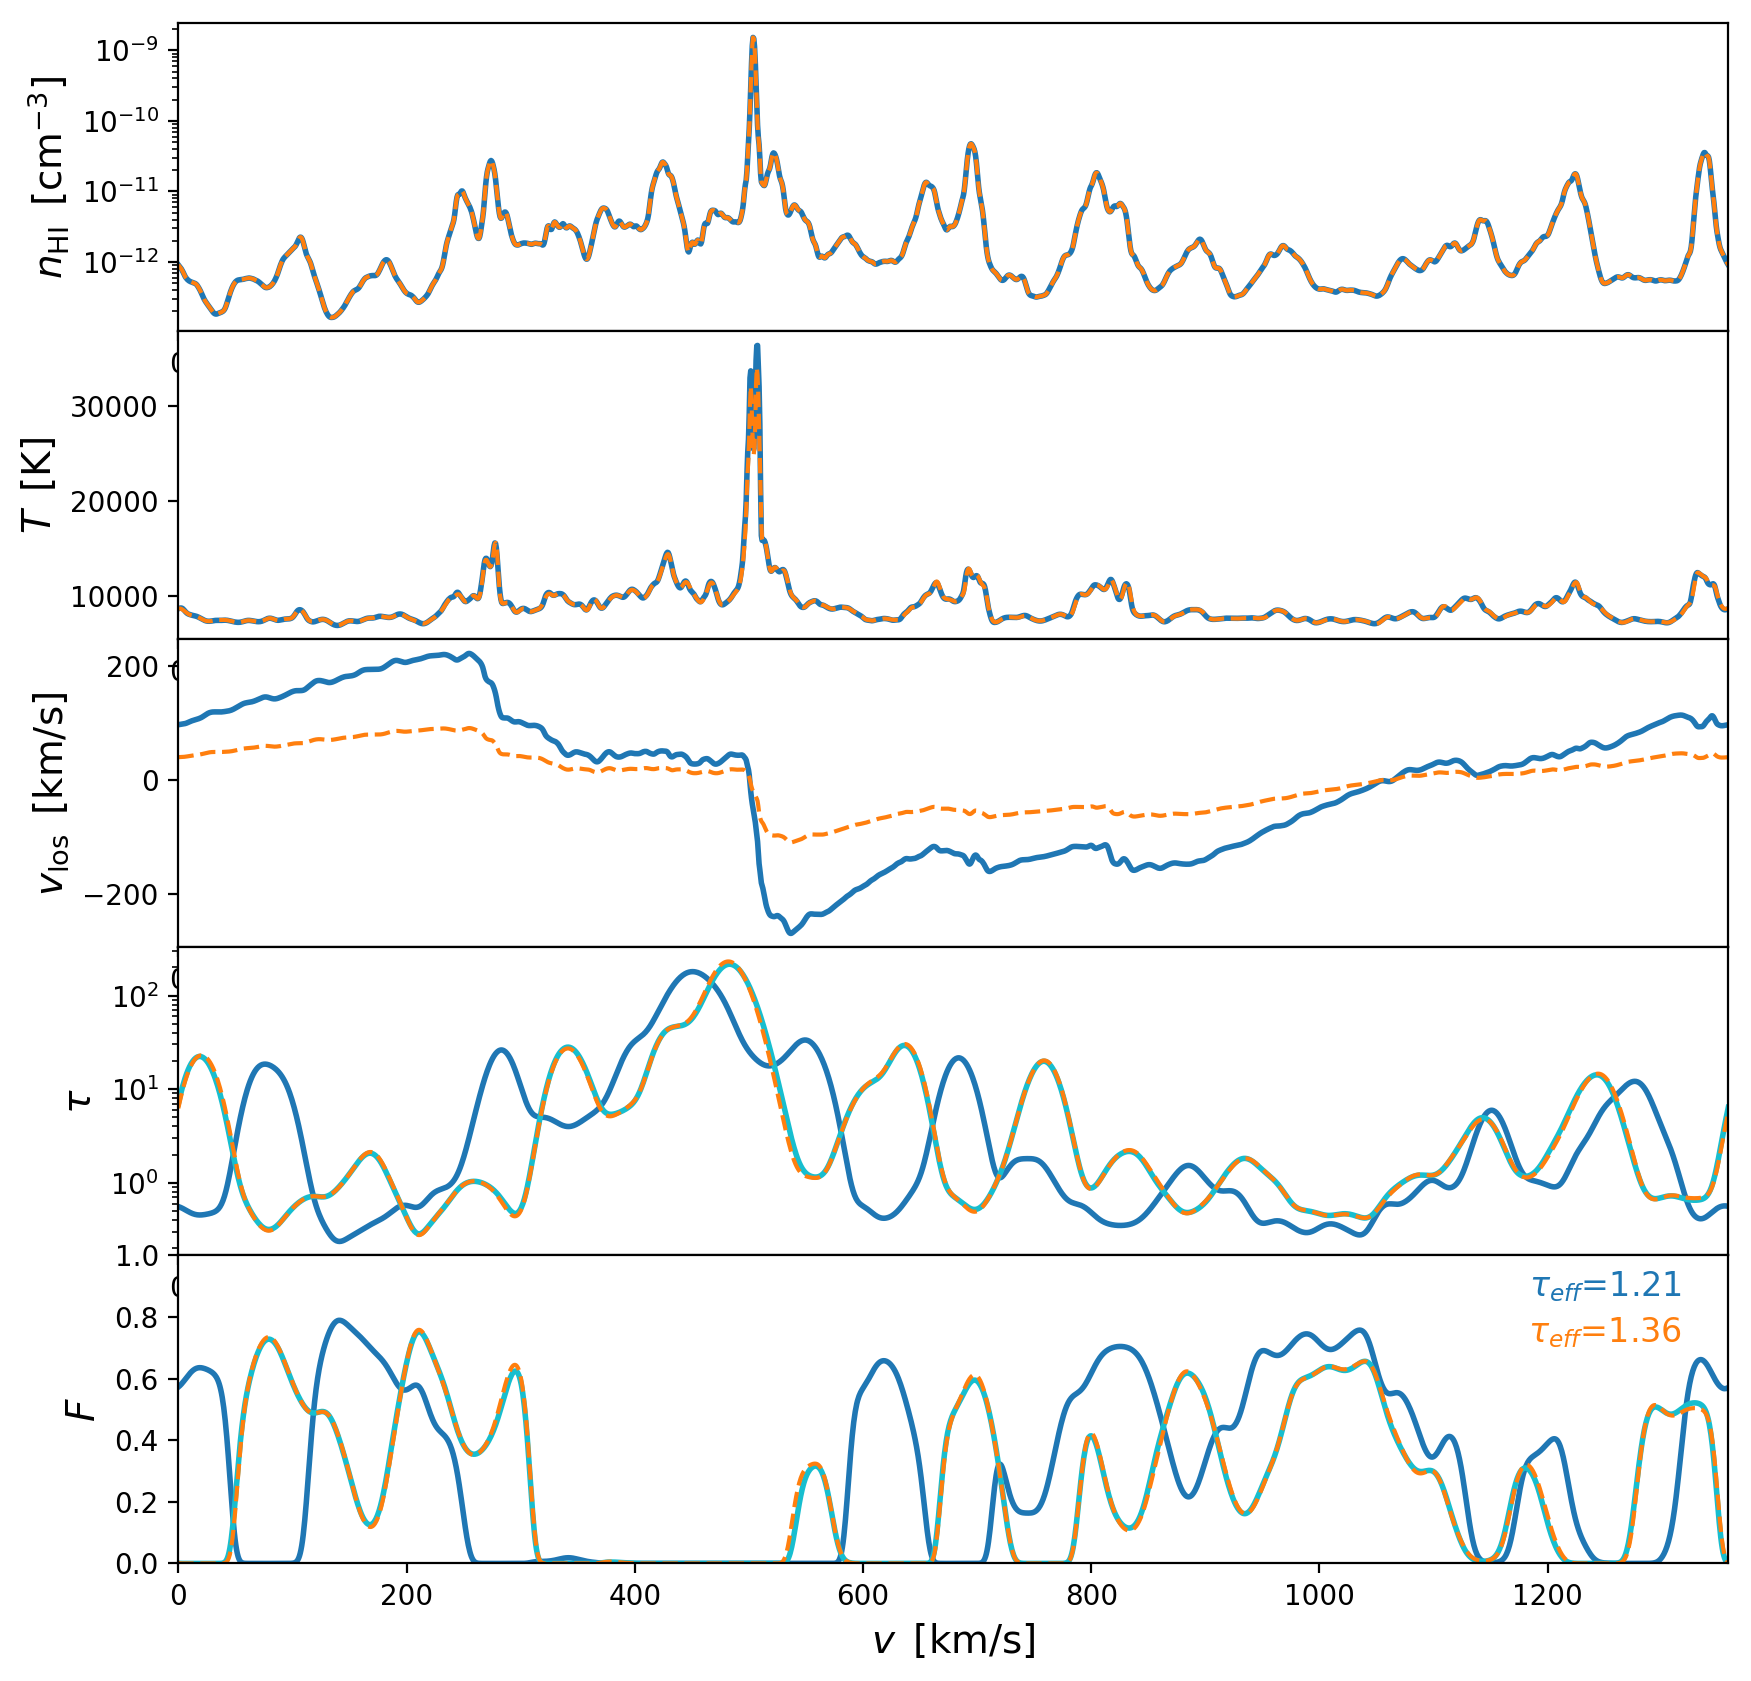 10⁻⁹
10⁻¹⁰
10⁻¹¹
10⁻¹²
n_HI [cm⁻³]
30000
20000
10000
T [K]
200
0
−200
v_los [km/s]
10²
10¹
10⁰
τ
1.0
0.8
0.6
0.4
0.2
0.0
F
τ_eff=1.21
τ_eff=1.36
0 200 400 600 800 1000 1200
v [km/s]